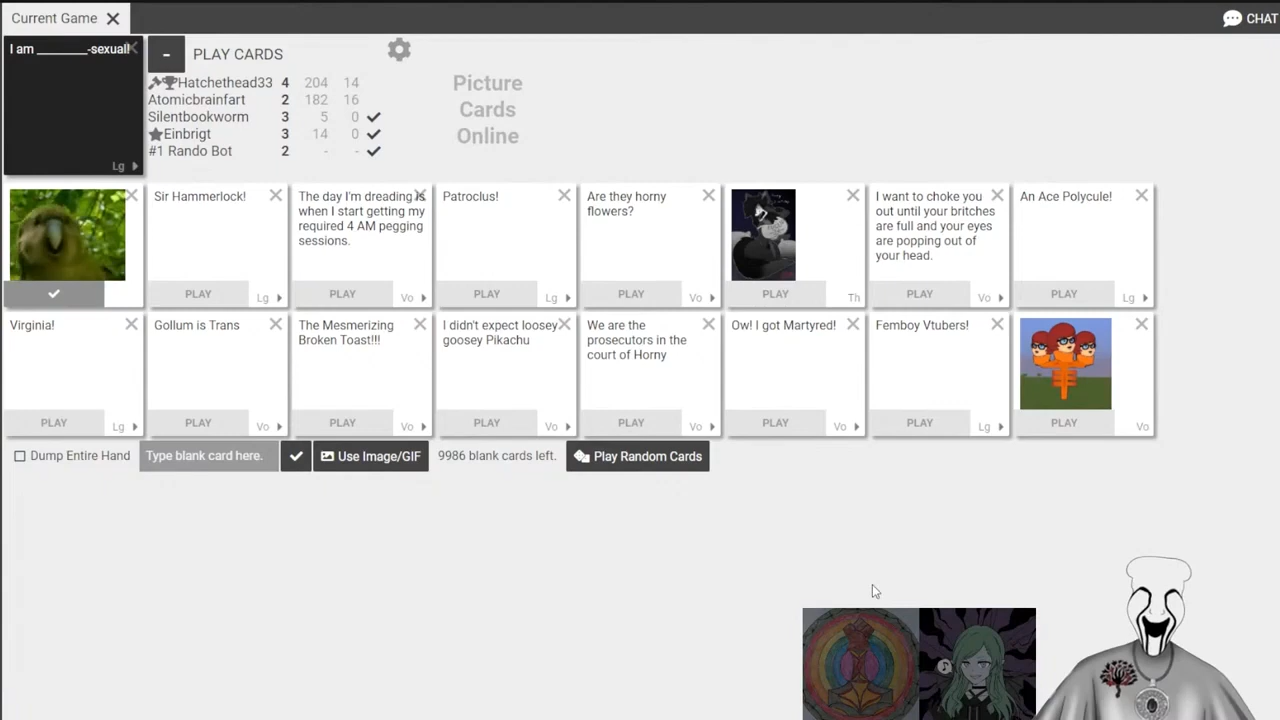 Current Game
CHAT
I am ________-sexual!
Lg
-
PLAY CARDS
Hatchethead33 4 204 14
Atomicbrainfart 2 182 16
Silentbookworm 3 5 0
Einbrigt 3 14 0
#1 Rando Bot 2 - -
Picture
Cards
Online
Sir Hammerlock!
PLAY
Lg
The day I'm dreading is
when I start getting my
required 4 AM pegging
sessions.
PLAY
Vo
Patroclus!
PLAY
Lg
Are they horny
flowers?
PLAY
Vo
PLAY
Th
I want to choke you
out until your britches
are full and your eyes
are popping out of
your head.
PLAY
Vo
An Ace Polycule!
PLAY
Lg
Virginia!
PLAY
Lg
Gollum is Trans
PLAY
Vo
The Mesmerizing
Broken Toast!!!
PLAY
Vo
I didn't expect loosey
goosey Pikachu
PLAY
Vo
We are the
prosecutors in the
court of Horny
PLAY
Vo
Ow! I got Martyred!
PLAY
Vo
Femboy Vtubers!
PLAY
Lg
PLAY
Vo
Dump Entire Hand
Type blank card here.
Use Image/GIF
9986 blank cards left.
Play Random Cards